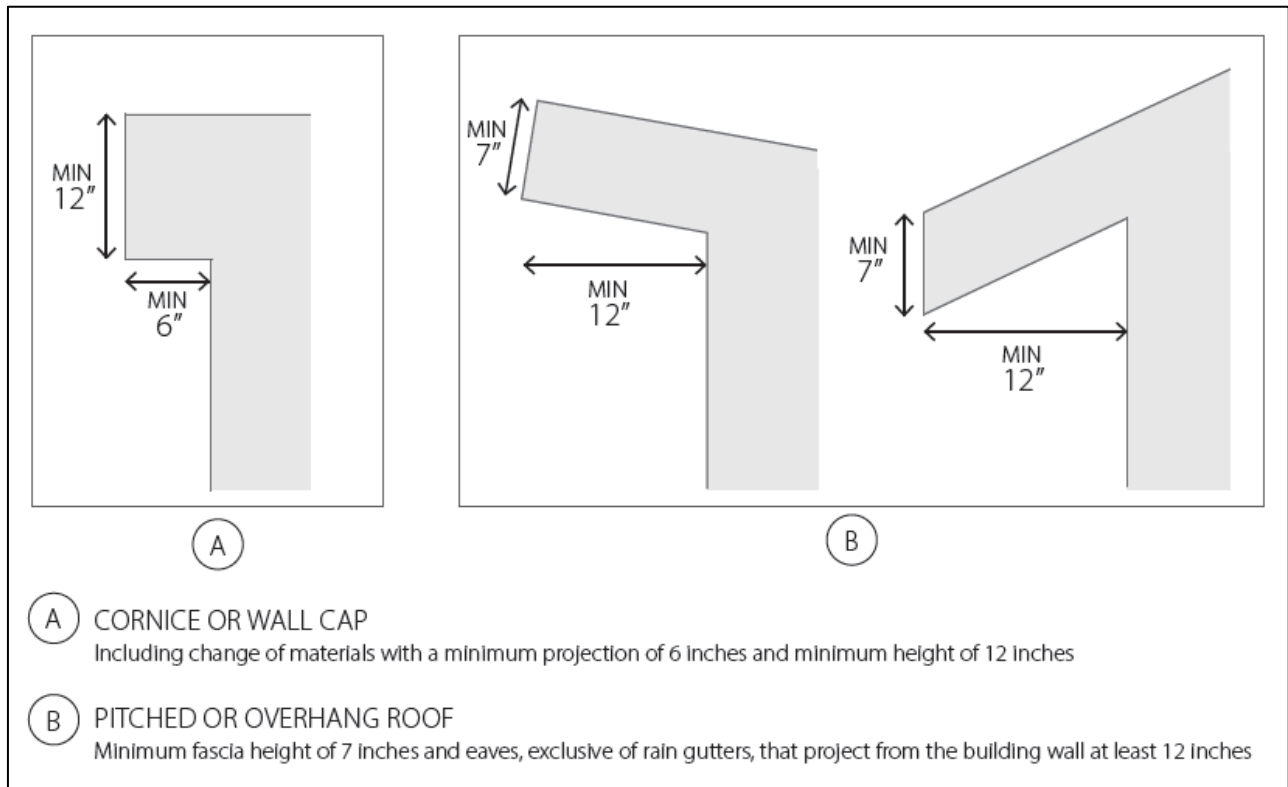 MIN
12"
MIN
6"
MIN
7"
MIN
12"
MIN
7"
MIN
12"
A
B
A CORNICE OR WALL CAP
Including change of materials with a minimum projection of 6 inches and minimum height of 12 inches
B PITCHED OR OVERHANG ROOF
Minimum fascia height of 7 inches and eaves, exclusive of rain gutters, that project from the building wall at least 12 inches